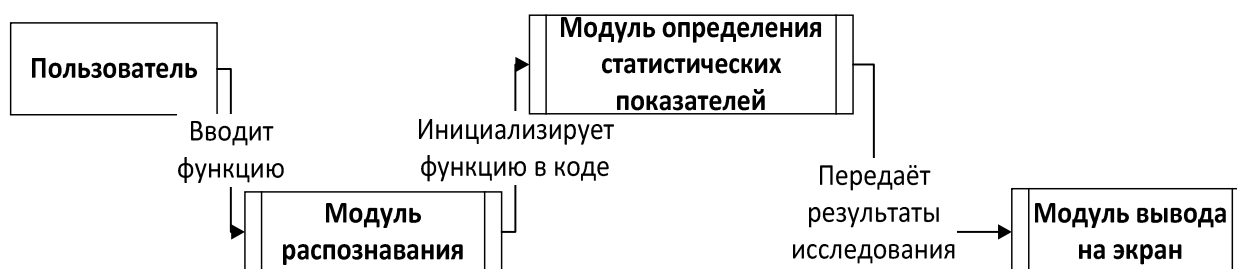 Пользователь
Вводит
функцию
Модуль
распознавания
Инициализирует
функцию в коде
Модуль определения
статистических
показателей
Передаёт
результаты
исследования
Модуль вывода
на экран